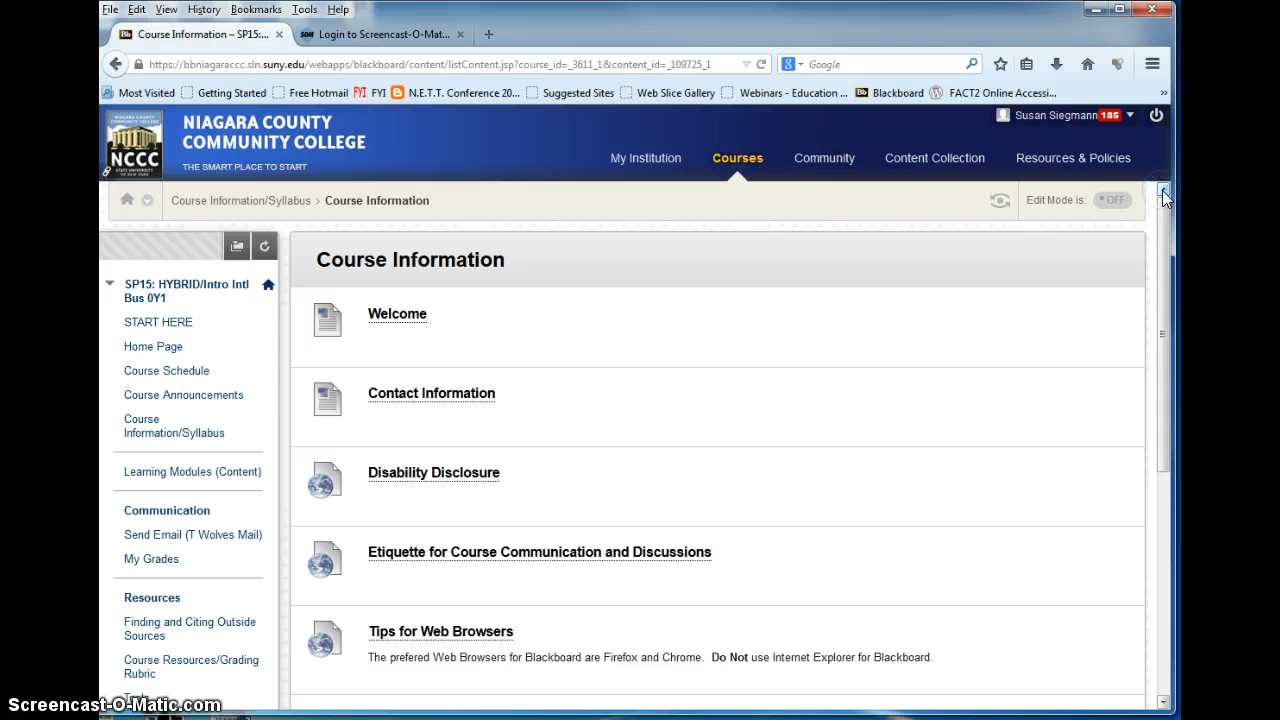 File Edit View History Bookmarks Tools Help
Bb Course Information – SP15:... × SOM Login to Screencast-O-Mat... × +
https://bbniagaraccc.sln.suny.edu/webapps/blackboard/content/listContent.jsp?course_id=_3611_1&content_id=_109725_1 Google
Most Visited Getting Started Free Hotmail FYI FYI N.E.T.T. Conference 20... Suggested Sites Web Slice Gallery Webinars - Education ... Bb Blackboard FACT2 Online Accessi... »
Susan Siegmann 185
NIAGARA COUNTY
COMMUNITY COLLEGE
NCCC
THE SMART PLACE TO START
My Institution Courses Community Content Collection Resources & Policies
Course Information/Syllabus > Course Information Edit Mode is: OFF
Course Information
SP15: HYBRID/Intro Intl
Bus 0Y1
START HERE
Home Page
Course Schedule
Course Announcements
Course
Information/Syllabus
Learning Modules (Content)
Communication
Send Email (T Wolves Mail)
My Grades
Resources
Finding and Citing Outside
Sources
Course Resources/Grading
Rubric
Welcome
Contact Information
Disability Disclosure
Etiquette for Course Communication and Discussions
Tips for Web Browsers
The prefered Web Browsers for Blackboard are Firefox and Chrome. Do Not use Internet Explorer for Blackboard.
Screencast-O-Matic.com